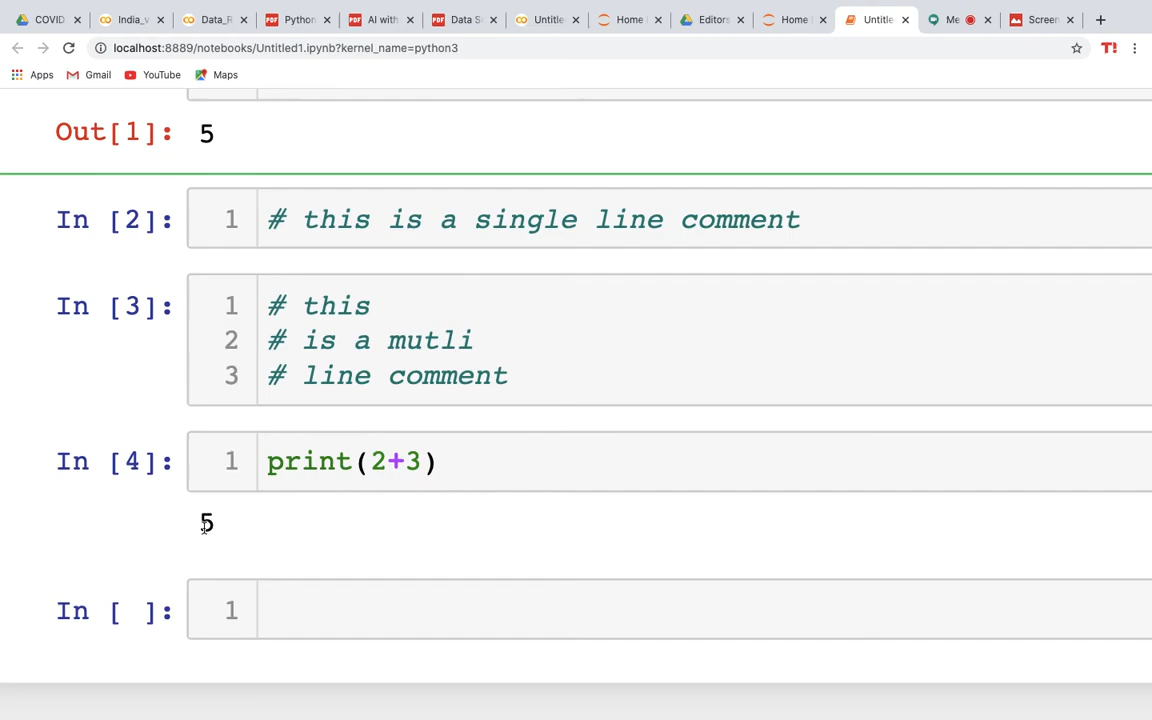 COVID India_v Data_R Python AI with Data S Untitle Home Editors Home Untitle Me Screen
localhost:8889/notebooks/Untitled1.ipynb?kernel_name=python3
Apps Gmail YouTube Maps
Out[1]: 5
In [2]: 1 # this is a single line comment
In [3]: 1 # this
2 # is a mutli
3 # line comment
In [4]: 1 print(2+3)
5
In [ ]: 1